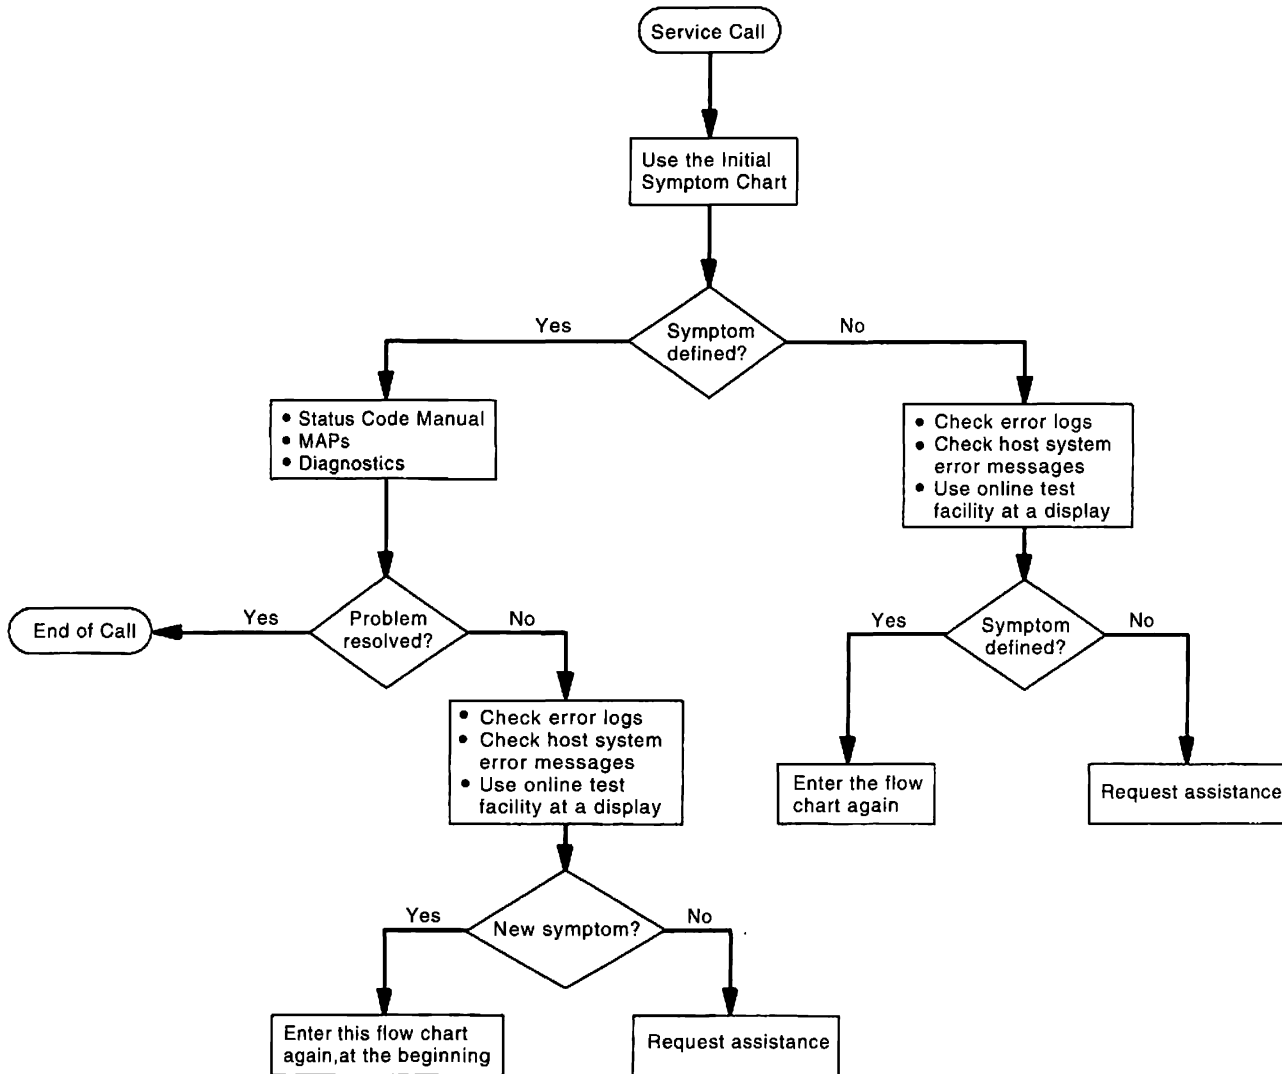 Service Call
Use the Initial
Symptom Chart
Symptom
defined?
Yes
No
• Status Code Manual
• MAPs
• Diagnostics
• Check error logs
• Check host system
error messages
• Use online test
facility at a display
Problem
resolved?
Yes
No
End of Call
Symptom
defined?
Yes
No
• Check error logs
• Check host system
error messages
• Use online test
facility at a display
Enter the flow
chart again
Request assistance
New symptom?
Yes
No
Enter this flow chart
again,at the beginning
Request assistance